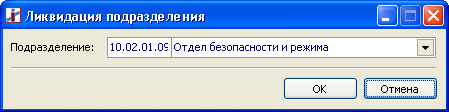 Ликвидация подразделения
Подразделение: 10.02.01.09 Отдел безопасности и режима
OK Отмена